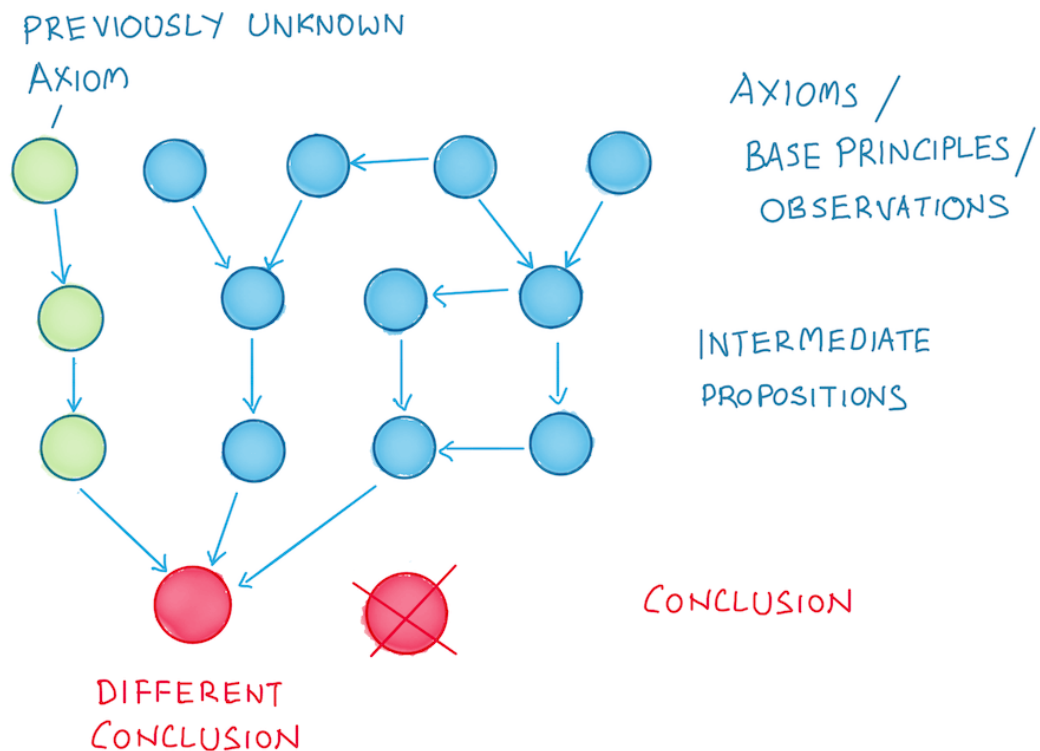 PREVIOUSLY UNKNOWN
AXIOM
AXIOMS /
BASE PRINCIPLES /
OBSERVATIONS
INTERMEDIATE
PROPOSITIONS
CONCLUSION
DIFFERENT
CONCLUSION